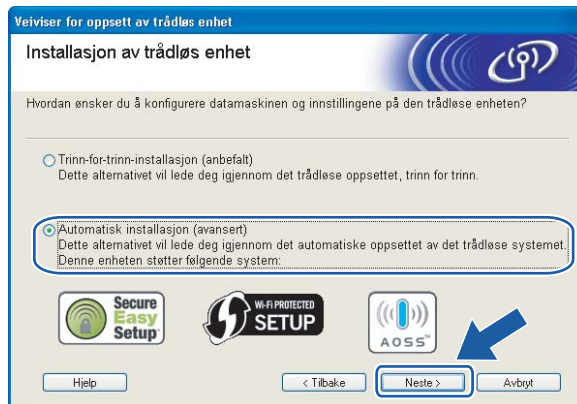 Veiviser for oppsett av trådløs enhet
Installasjon av trådløs enhet
Hvordan ønsker du å konfigurere datamaskinen og innstillingene på den trådløse enheten?
Trinn-for-trinn-installasjon (anbefalt)
Dette alternativet vil lede deg igjennom det trådløse oppsettet, trinn for trinn.
Automatisk installasjon (avansert)
Dette alternativet vil lede deg igjennom det automatiske oppsettet av det trådløse systemet.
Denne enheten støtter følgende system:
Secure
Easy
Setup
Wi-Fi PROTECTED
SETUP
AOSS™
Hjelp
< Tilbake
Neste >
Avbryt